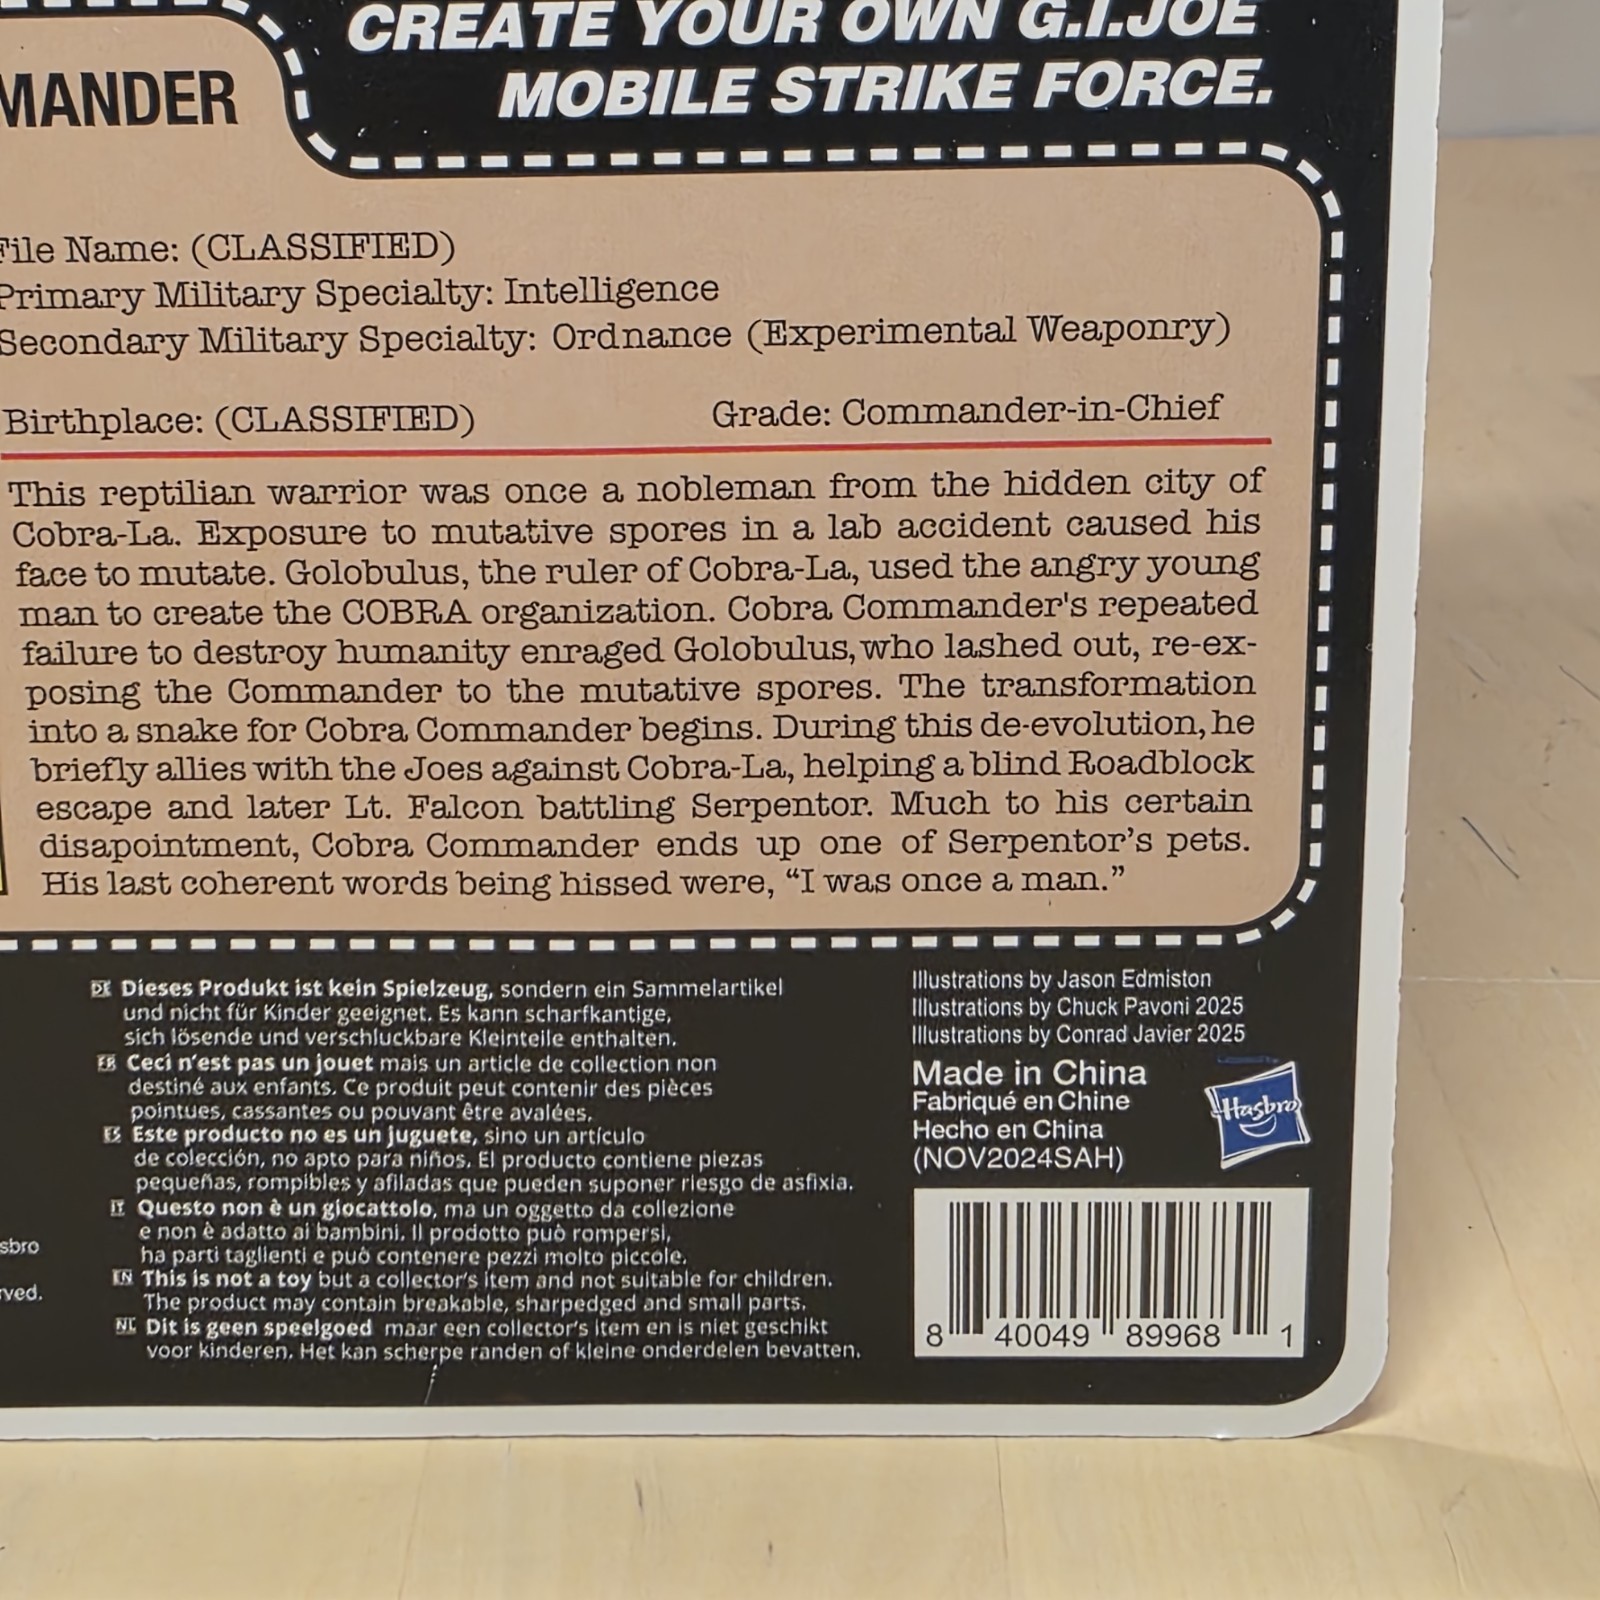 CREATE YOUR OWN G.I.JOE
MOBILE STRIKE FORCE.
MANDER
File Name: (CLASSIFIED)
Primary Military Specialty: Intelligence
Secondary Military Specialty: Ordnance (Experimental Weaponry)
Birthplace: (CLASSIFIED) Grade: Commander-in-Chief
This reptilian warrior was once a nobleman from the hidden city of
Cobra-La. Exposure to mutative spores in a lab accident caused his
face to mutate. Golobulus, the ruler of Cobra-La, used the angry young
man to create the COBRA organization. Cobra Commander's repeated
failure to destroy humanity enraged Golobulus, who lashed out, re-ex-
posing the Commander to the mutative spores. The transformation
into a snake for Cobra Commander begins. During this de-evolution, he
briefly allies with the Joes against Cobra-La, helping a blind Roadblock
escape and later Lt. Falcon battling Serpentor. Much to his certain
disapointment, Cobra Commander ends up one of Serpentor's pets.
His last coherent words being hissed were, “I was once a man.”
DE Dieses Produkt ist kein Spielzeug, sondern ein Sammelartikel
und nicht für Kinder geeignet. Es kann scharfkantige,
sich lösende und verschluckbare Kleinteile enthalten.
FR Ceci n'est pas un jouet mais un article de collection non
destiné aux enfants. Ce produit peut contenir des pièces
pointues, cassantes ou pouvant être avalées.
ES Este producto no es un juguete, sino un artículo
de colección, no apto para niños. El producto contiene piezas
pequeñas, rompibles y afiladas que pueden suponer riesgo de asfixia.
IT Questo non è un giocattolo, ma un oggetto da collezione
e non è adatto ai bambini. Il prodotto può rompersi,
ha parti taglienti e può contenere pezzi molto piccole.
EN This is not a toy but a collector's item and not suitable for children.
The product may contain breakable, sharpedged and small parts.
NL Dit is geen speelgoed maar een collector's item en is niet geschikt
voor kinderen. Het kan scherpe randen of kleine onderdelen bevatten.
sbro
rved.
Illustrations by Jason Edmiston
Illustrations by Chuck Pavoni 2025
Illustrations by Conrad Javier 2025
Made in China
Fabriqué en Chine
Hecho en China
(NOV2024SAH)
Hasbro
8 40049 89968 1